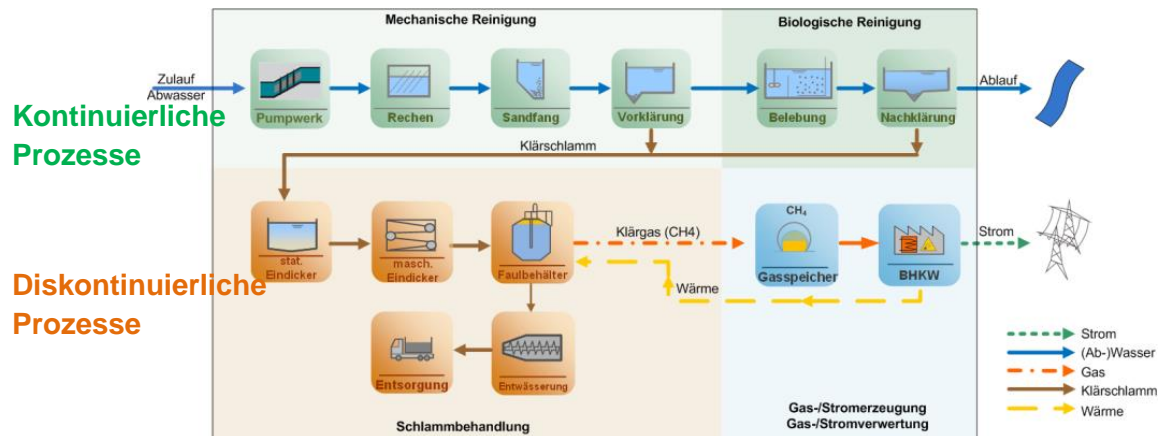 Mechanische Reinigung
Biologische Reinigung
Zulauf
Abwasser
Pumpwerk
Rechen
Sandfang
Vorklärung
Belebung
Nachklärung
Ablauf
Kontinuierliche
Prozesse
Klärschlamm
stat.
Eindicker
masch.
Eindicker
Faulbehälter
Klärgas (CH4)
CH₄
Gasspeicher
BHKW
Strom
Wärme
Diskontinuierliche
Prozesse
Entsorgung
Entwässerung
Strom
(Ab-)Wasser
Gas
Klärschlamm
Wärme
Schlammbehandlung
Gas-/Stromerzeugung
Gas-/Stromverwertung